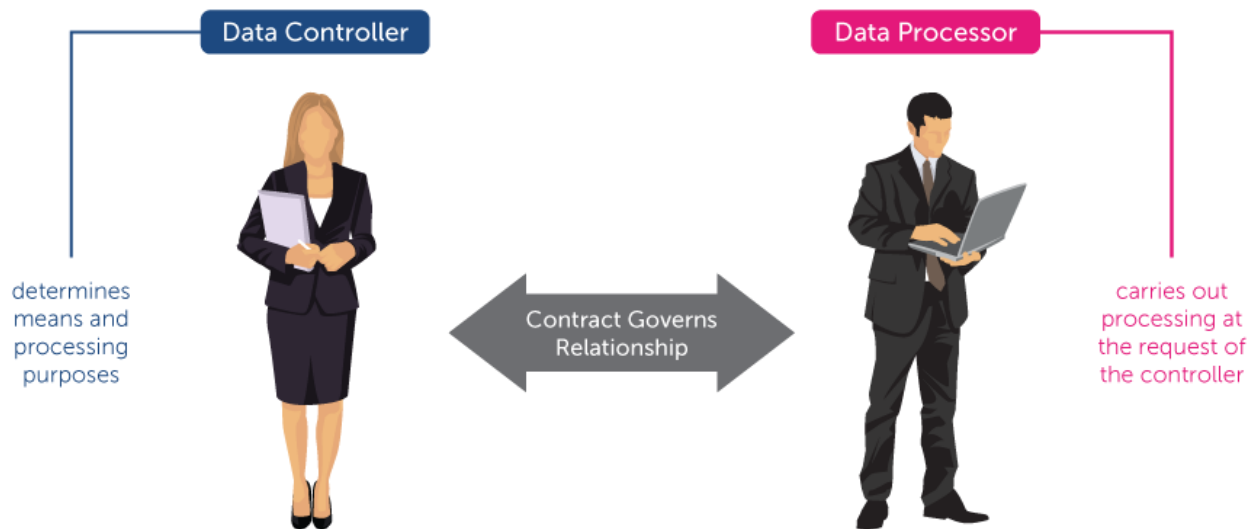 Data Controller
Data Processor
determines
means and
processing
purposes
Contract Governs
Relationship
carries out
processing at
the request of
the controller